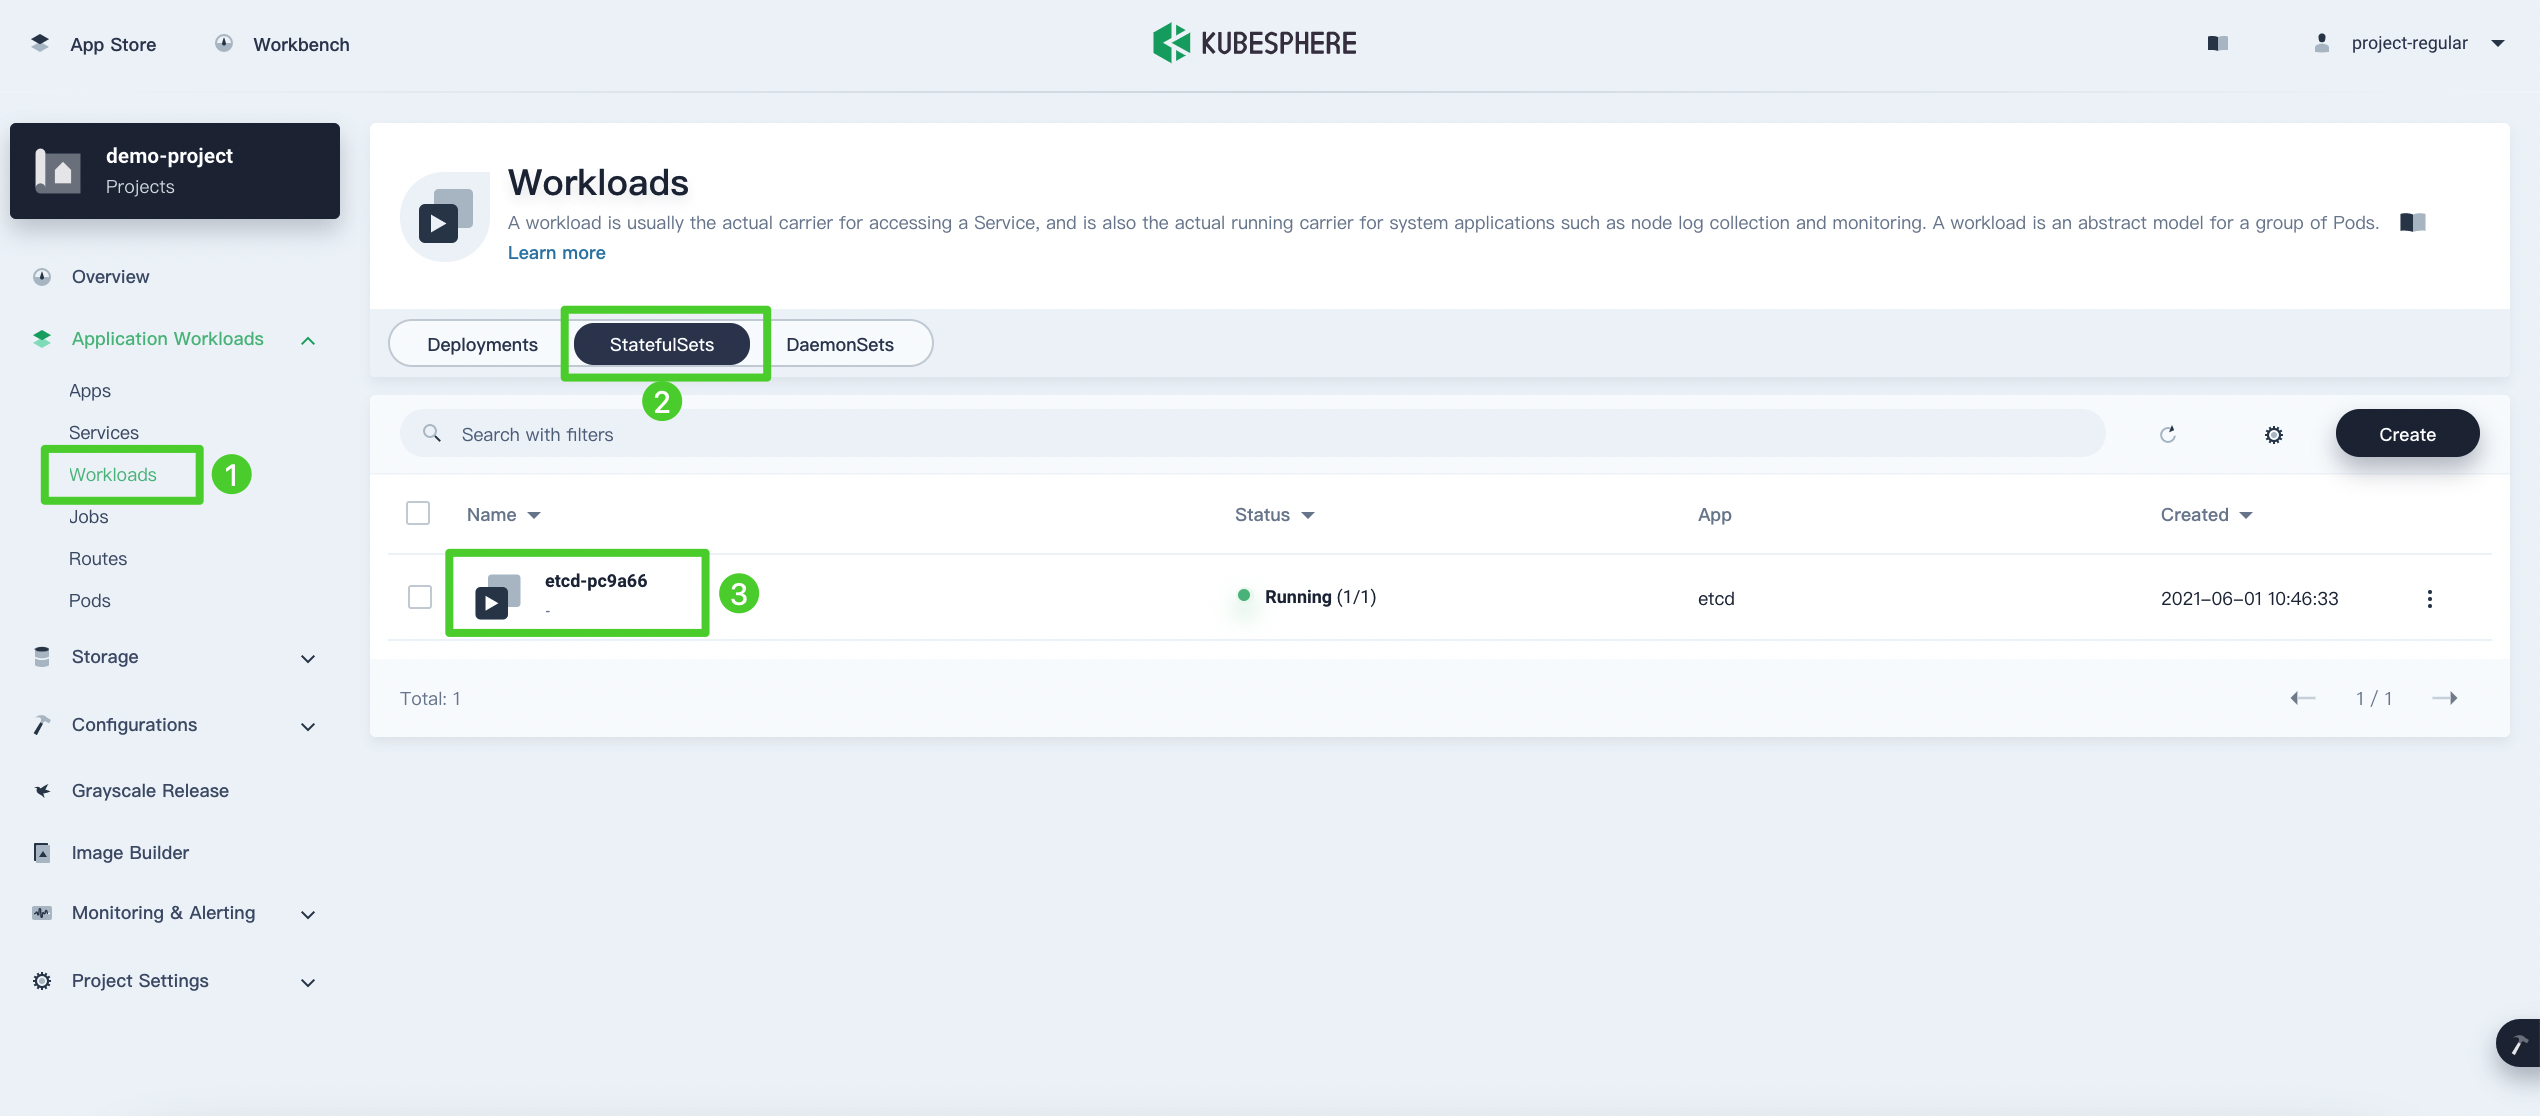 App Store
Workbench
KUBESPHERE
project-regular
demo-project
Projects
Overview
Application Workloads
Apps
Services
Workloads
1
Jobs
Routes
Pods
Storage
Configurations
Grayscale Release
Image Builder
Monitoring & Alerting
Project Settings
Workloads
A workload is usually the actual carrier for accessing a Service, and is also the actual running carrier for system applications such as node log collection and monitoring. A workload is an abstract model for a group of Pods.
Learn more
Deployments
StatefulSets
DaemonSets
2
Search with filters
Create
Name
Status
App
Created
etcd-pc9a66
-
3
Running (1/1)
etcd
2021-06-01 10:46:33
Total: 1
1 / 1